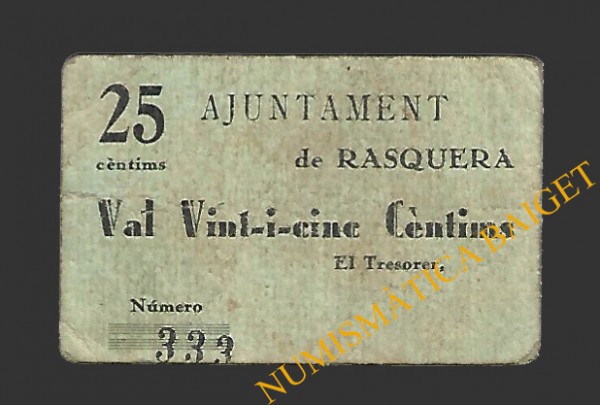 25
cèntims
AJUNTAMENT
de RASQUERA
Val Vint-i-cinc Cèntims
El Tresorer,
Número
333
NUMISMÀTICA BAIGET